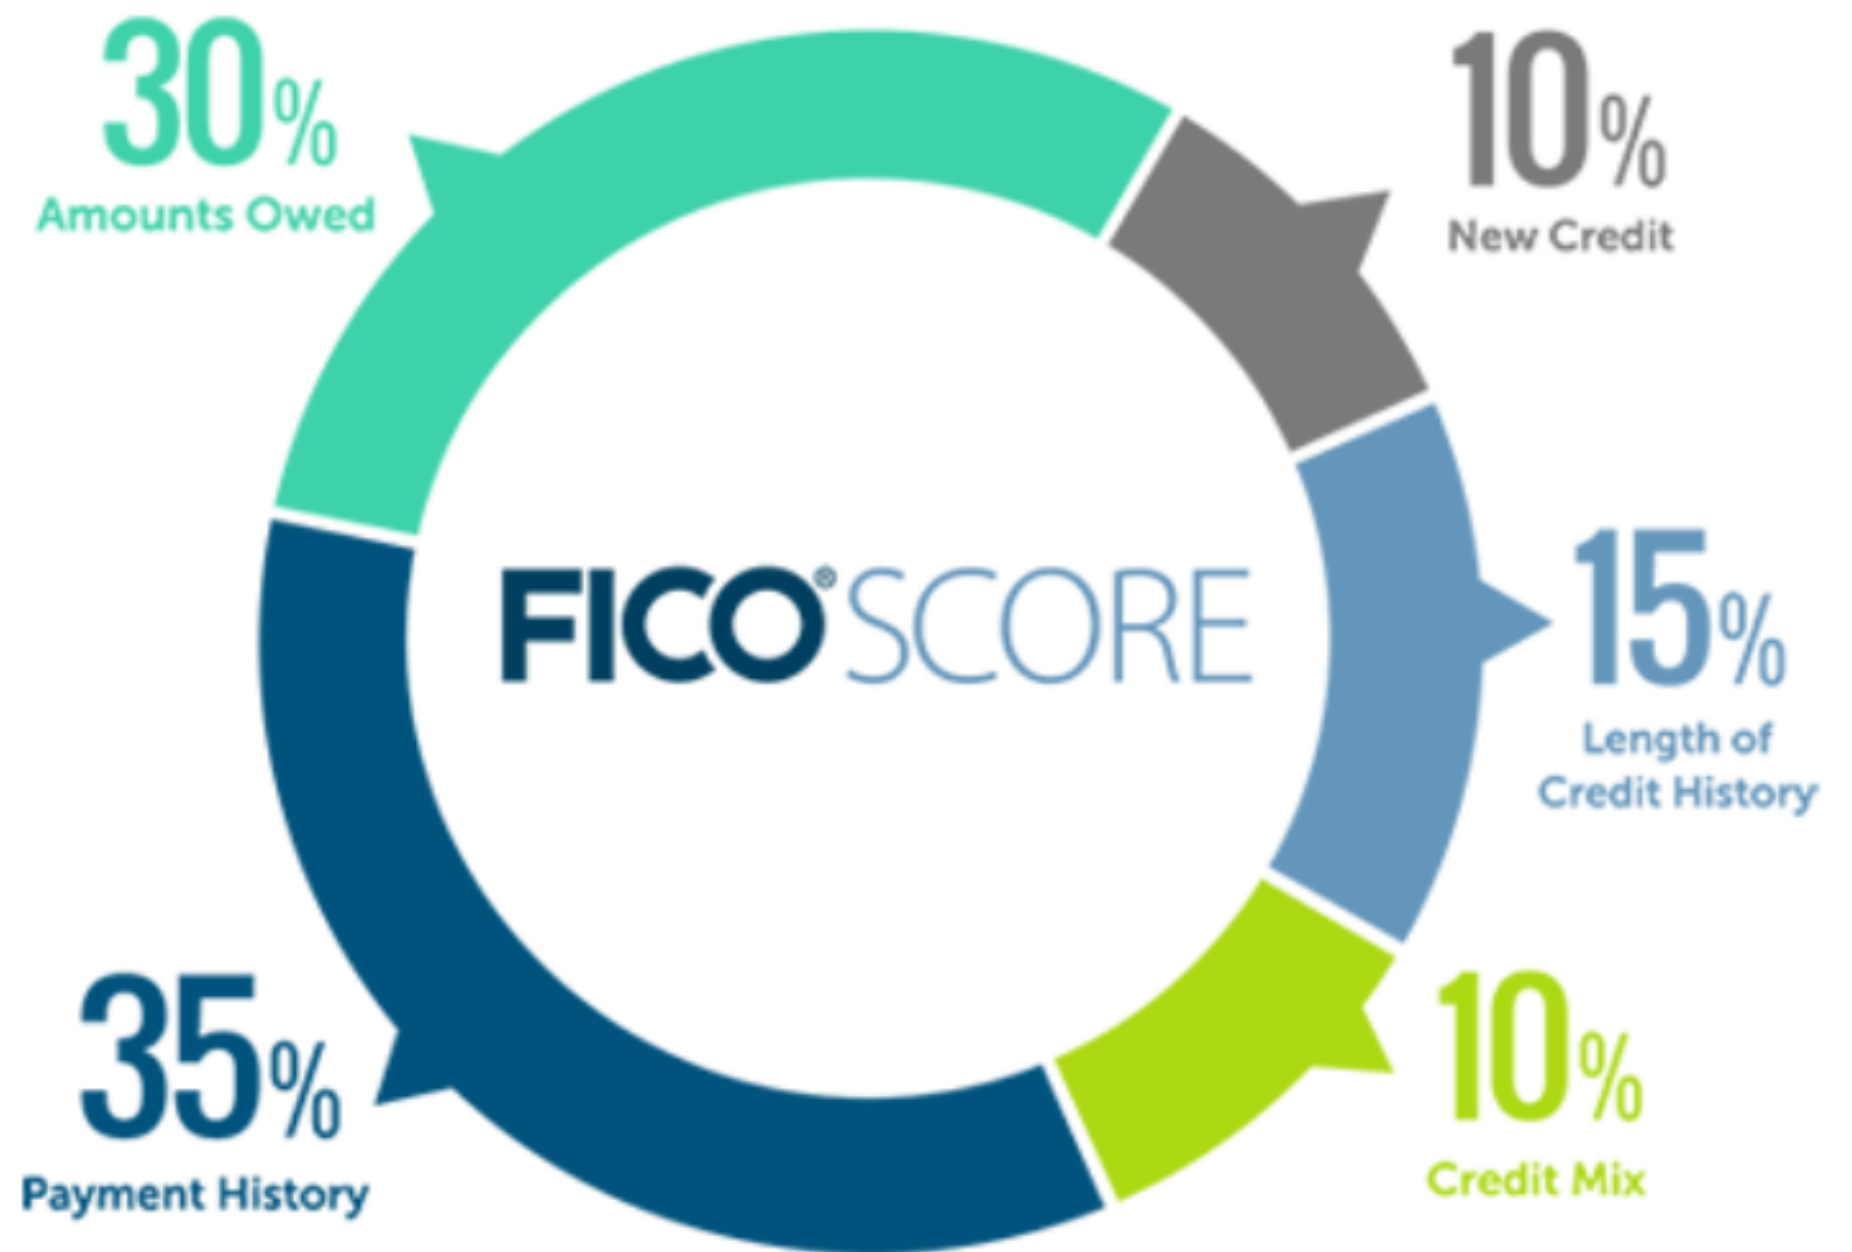 30%
Amounts Owed
10%
New Credit
FICO® SCORE
15%
Length of
Credit History
35%
Payment History
10%
Credit Mix